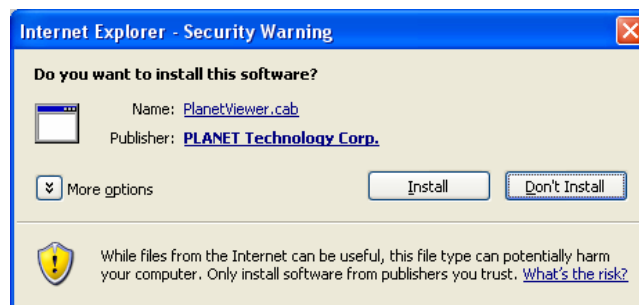 Internet Explorer - Security Warning
Do you want to install this software?
Name: PlanetViewer.cab
Publisher: PLANET Technology Corp.
More options
Install
Don't Install
While files from the Internet can be useful, this file type can potentially harm
your computer. Only install software from publishers you trust. What's the risk?